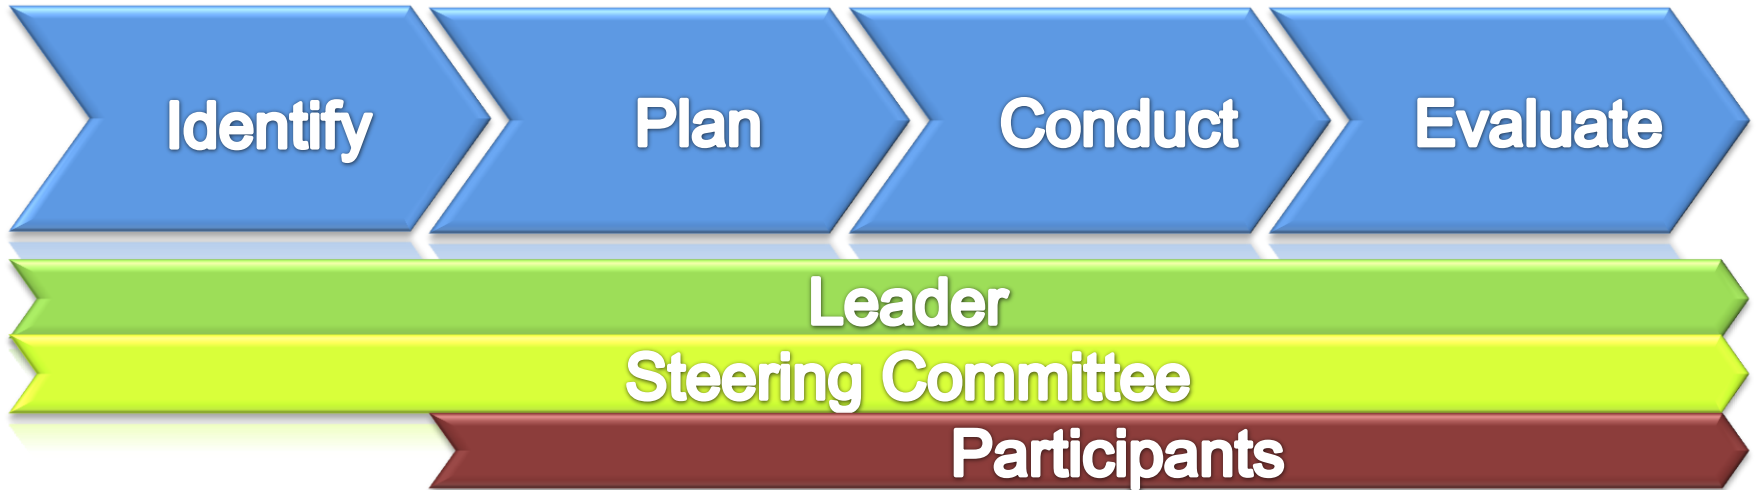 Identify
Plan
Conduct
Evaluate
Leader
Steering Committee
Participants